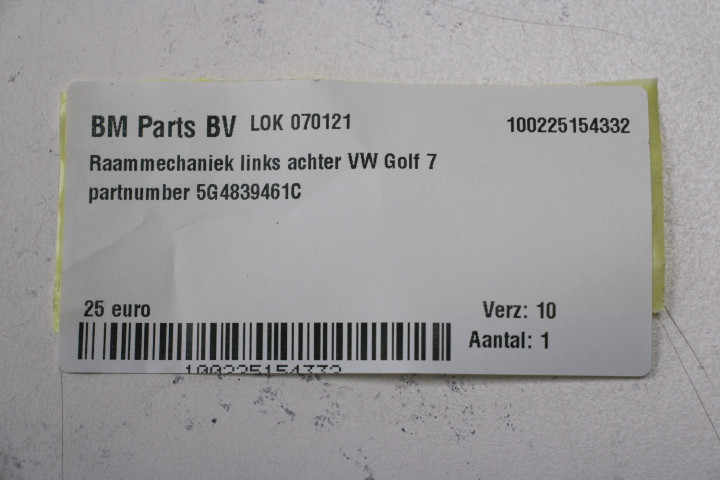 BM Parts BV LOK 070121 100225154332
Raammechaniek links achter VW Golf 7
partnumber 5G4839461C
25 euro Verz: 10
Aantal: 1
100225154332